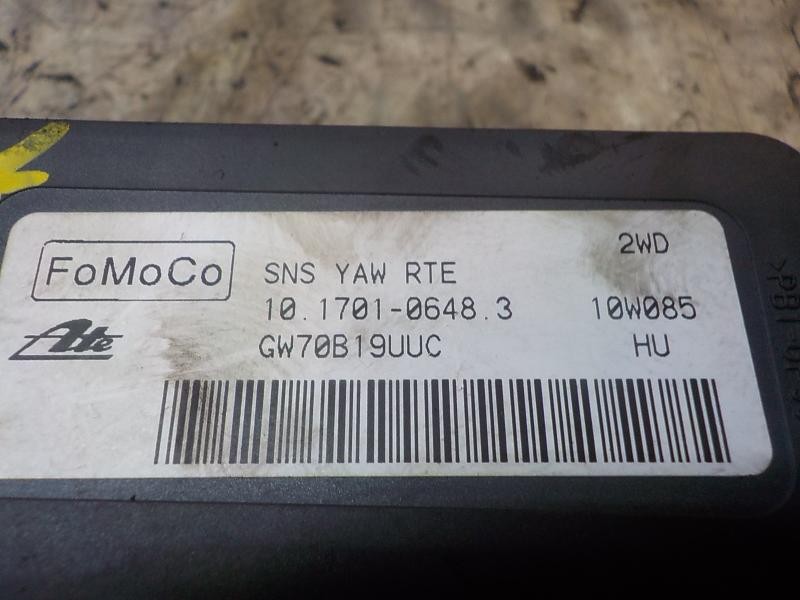 FoMoCo
SNS YAW RTE
2WD
10.1701-0648.3
10W085
Ate
GW70B19UUC
HU